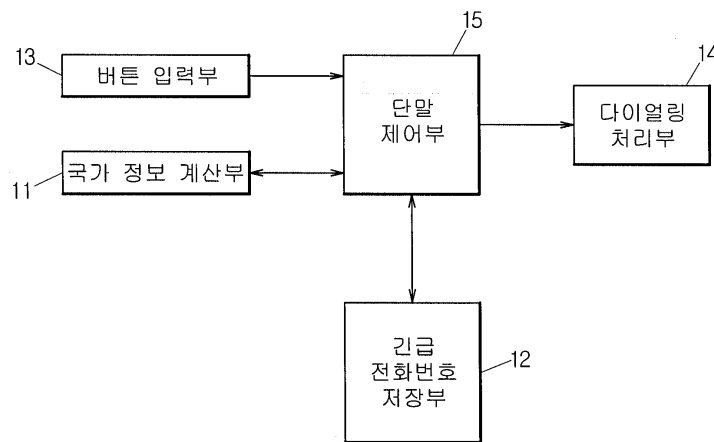 13
버튼 입력부
15
단말
제어부
14
다이얼링
처리부
국가 정보 계산부
11
긴급
전화번호
저장부
12